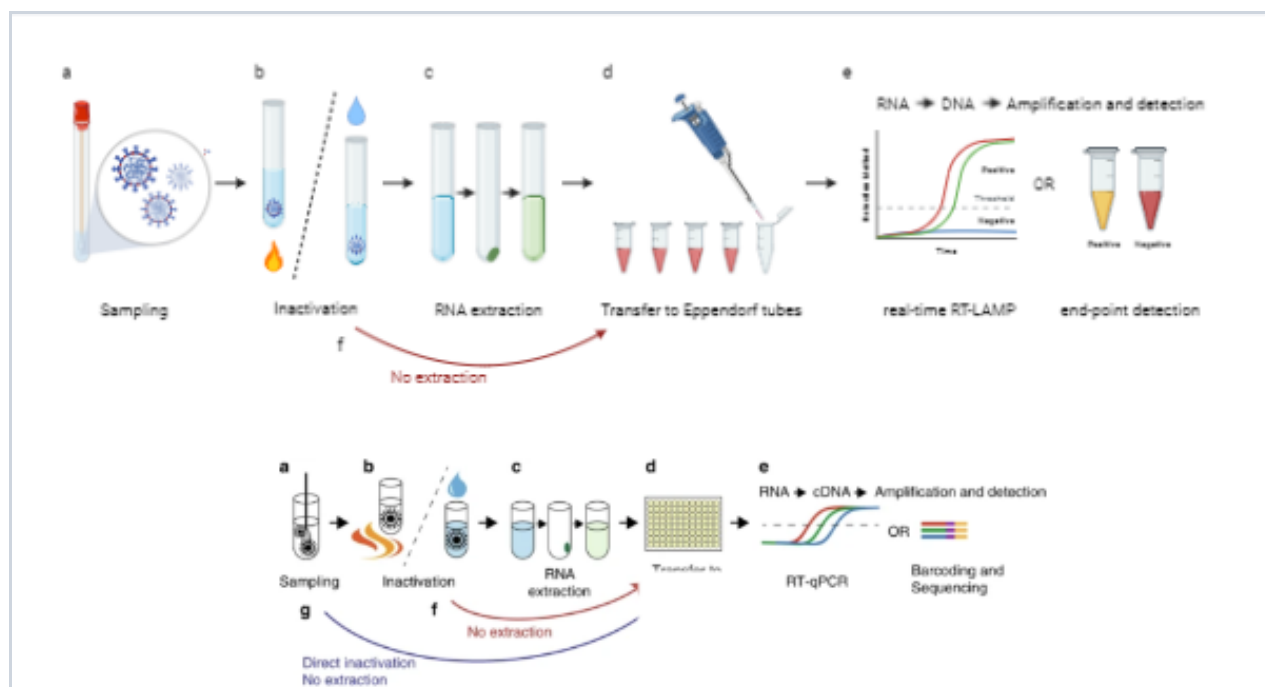 a
b
c
d
e
RNA → DNA → Amplification and detection
Positive
Threshold
Negative
Time
OR
Positive
Negative
Sampling
Inactivation
RNA extraction
Transfer to Eppendorf tubes
real-time RT-LAMP
end-point detection
f
No extraction
a
b
c
d
e
RNA → cDNA → Amplification and detection
OR
Sampling
Inactivation
RNA
extraction
Transfer to
RT-qPCR
Barcoding and
Sequencing
g
f
No extraction
Direct inactivation
No extraction